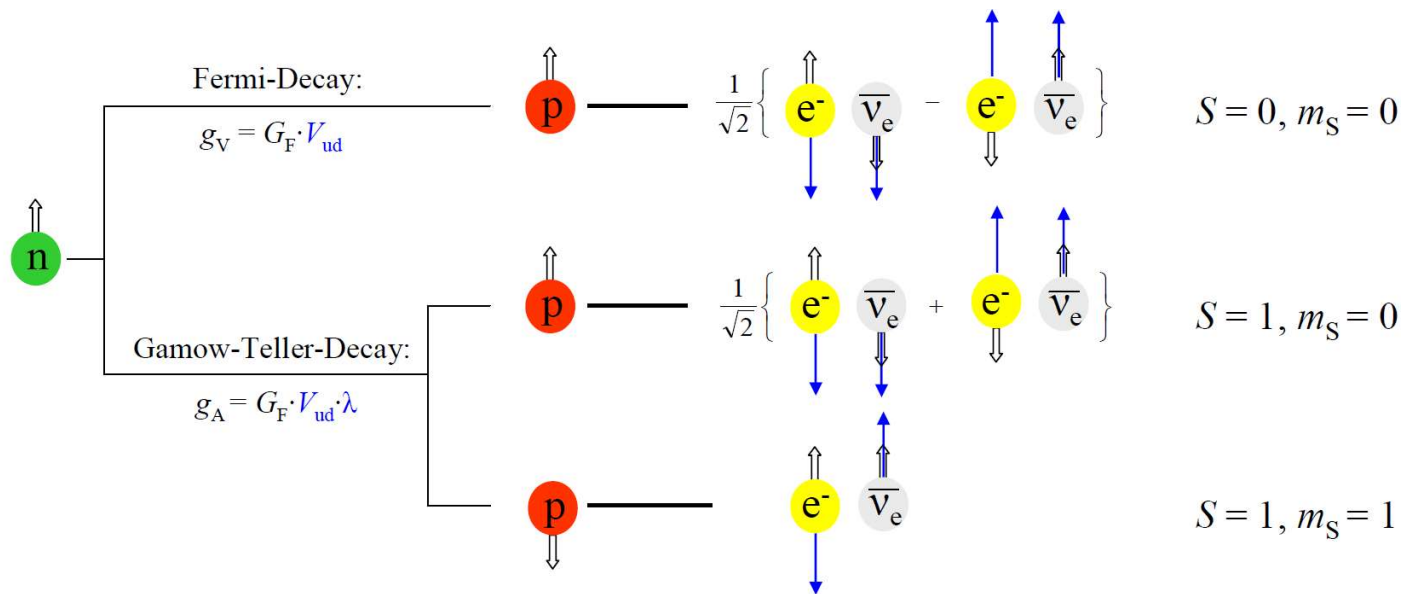 Fermi-Decay:
g_V = G_F·V_ud
p
1/√2 { e⁻ ν̅_e − e⁻ ν̅_e }
S = 0, m_S = 0
n
p
1/√2 { e⁻ ν̅_e + e⁻ ν̅_e }
S = 1, m_S = 0
Gamow-Teller-Decay:
g_A = G_F·V_ud·λ
p
e⁻ ν̅_e
S = 1, m_S = 1